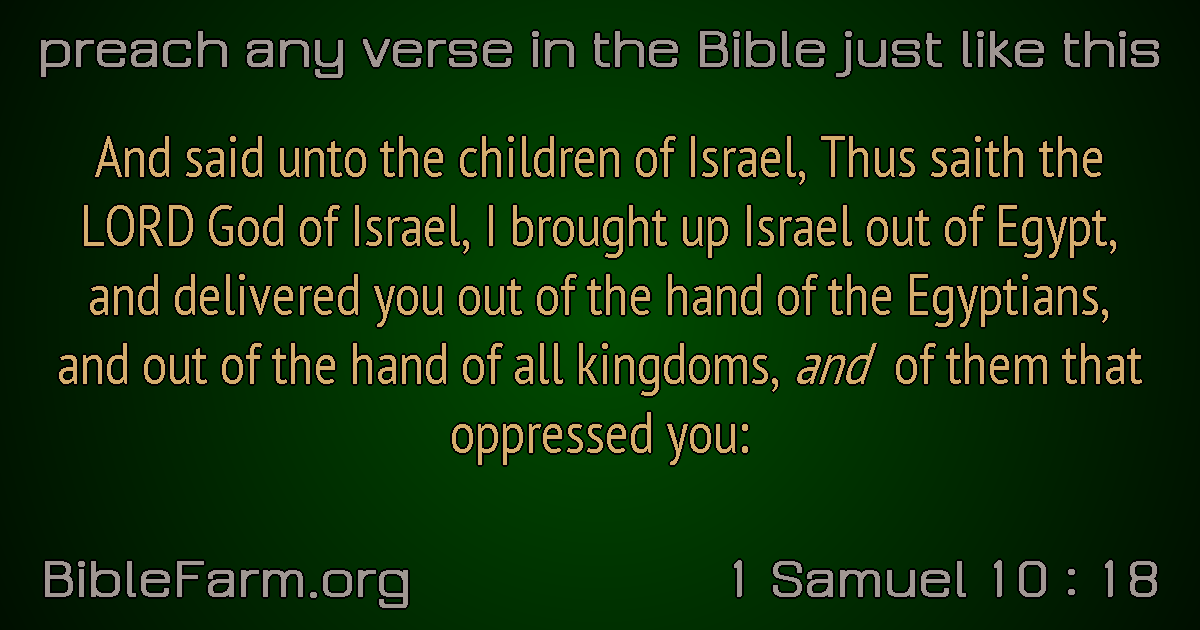 preach any verse in the Bible just like this
And said unto the children of Israel, Thus saith the
LORD God of Israel, I brought up Israel out of Egypt,
and delivered you out of the hand of the Egyptians,
and out of the hand of all kingdoms, and of them that
oppressed you:
BibleFarm.org
1 Samuel 10 : 18